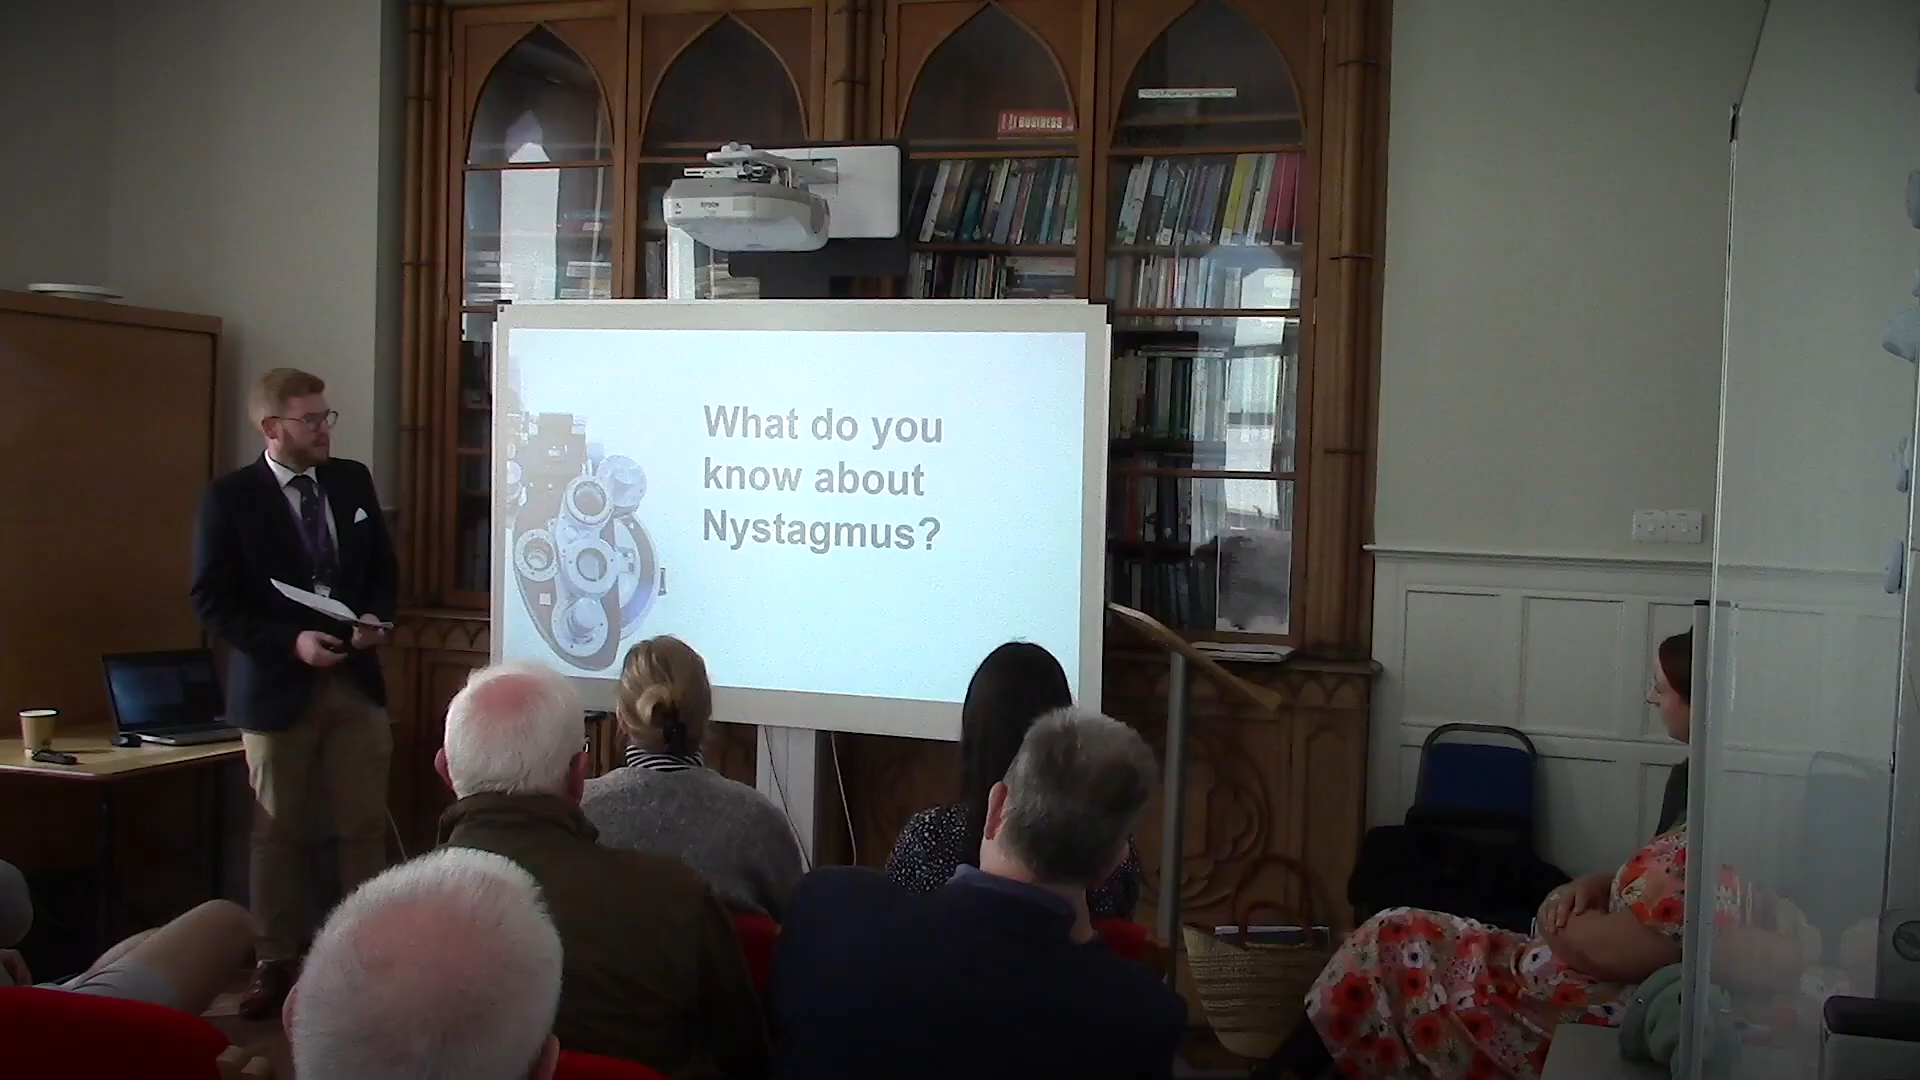 BUSINESS
EPSON
What do you
know about
Nystagmus?